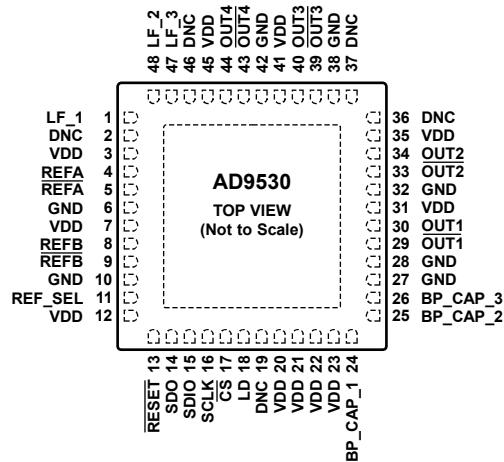 48 LF_2
47 LF_3
46 DNC
45 VDD
44 OUT4
43 OUT4
42 GND
41 VDD
40 OUT3
39 OUT3
38 GND
37 DNC
LF_1 1
DNC 2
VDD 3
REFA 4
REFA 5
GND 6
VDD 7
REFB 8
REFB 9
GND 10
REF_SEL 11
VDD 12
AD9530
TOP VIEW
(Not to Scale)
36 DNC
35 VDD
34 OUT2
33 OUT2
32 GND
31 VDD
30 OUT1
29 OUT1
28 GND
27 GND
26 BP_CAP_3
25 BP_CAP_2
RESET 13
SDO 14
SDIO 15
SCLK 16
CS 17
LD 18
DNC 19
VDD 20
VDD 21
VDD 22
VDD 23
BP_CAP_1 24